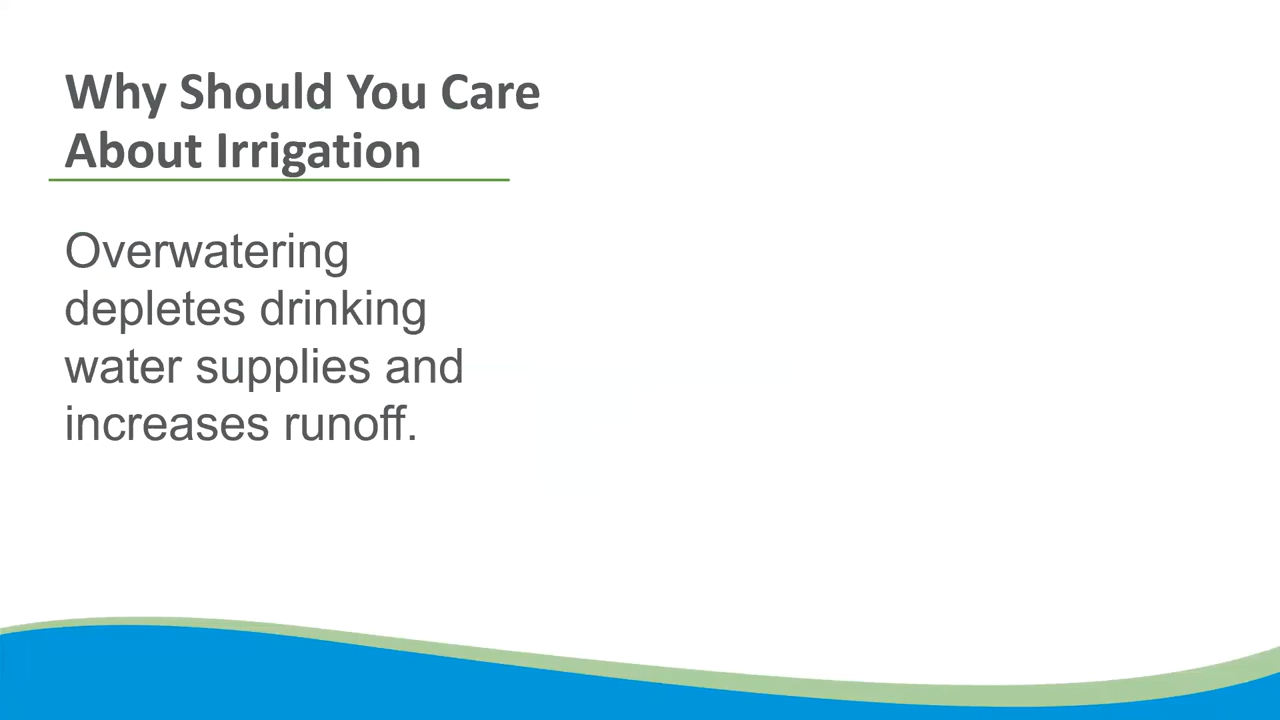 Why Should You Care
About Irrigation
Overwatering
depletes drinking
water supplies and
increases runoff.